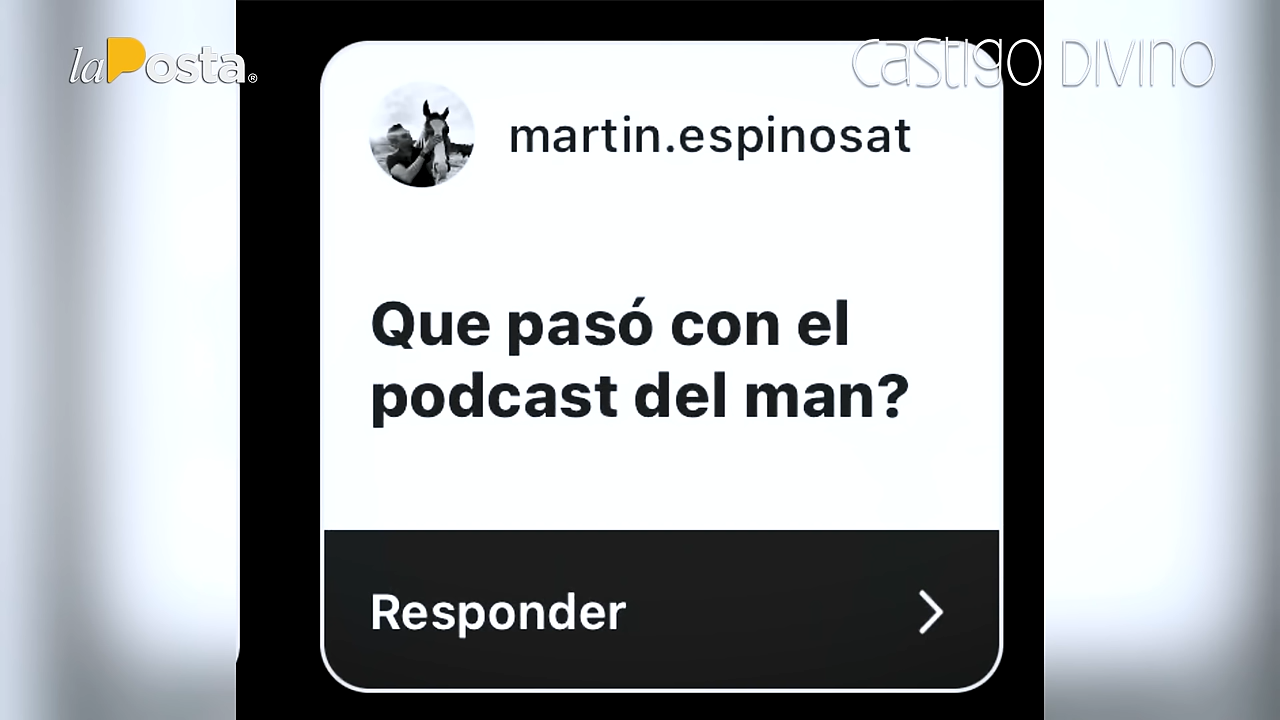 laPosta®
Castigo Divino
martin.espinosat
Que pasó con el
podcast del man?
Responder